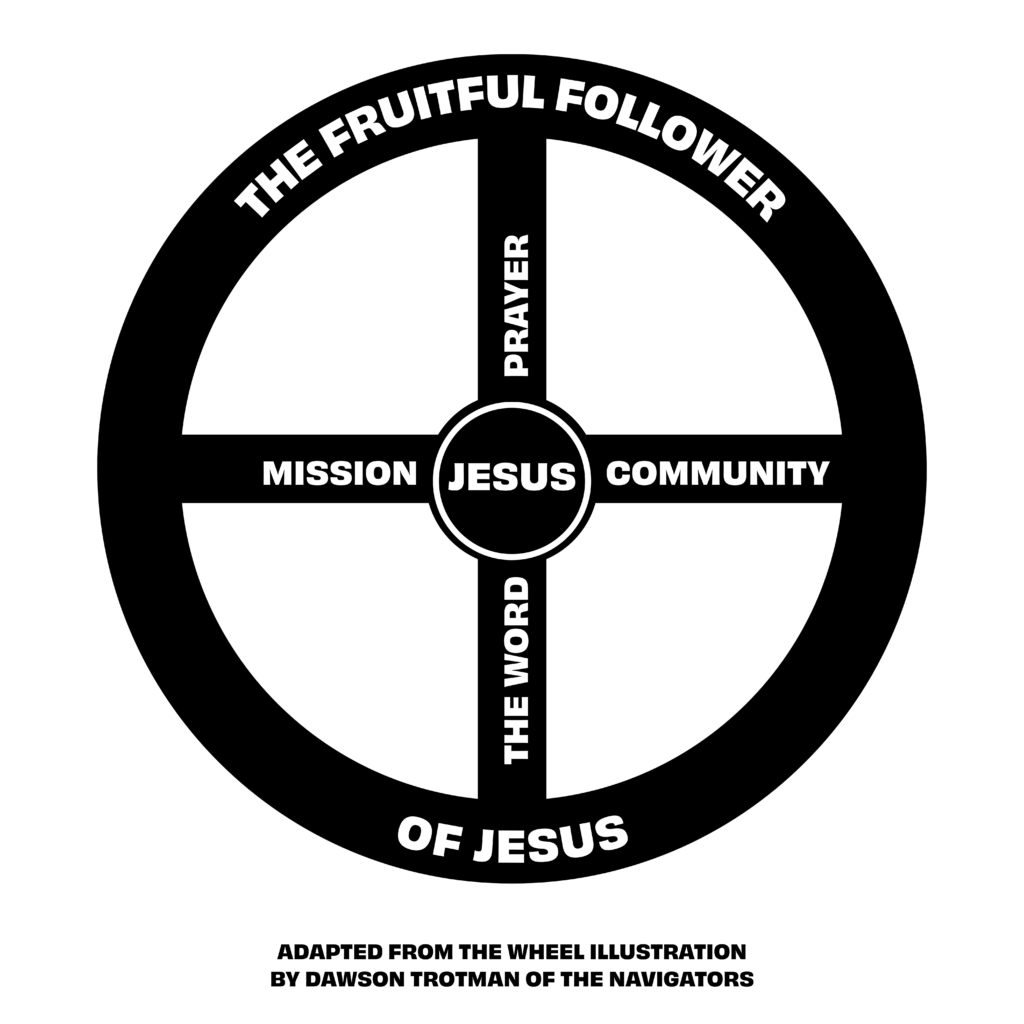 THE FRUITFUL FOLLOWER
PRAYER
MISSION
JESUS
COMMUNITY
THE WORD
OF JESUS
ADAPTED FROM THE WHEEL ILLUSTRATION
BY DAWSON TROTMAN OF THE NAVIGATORS